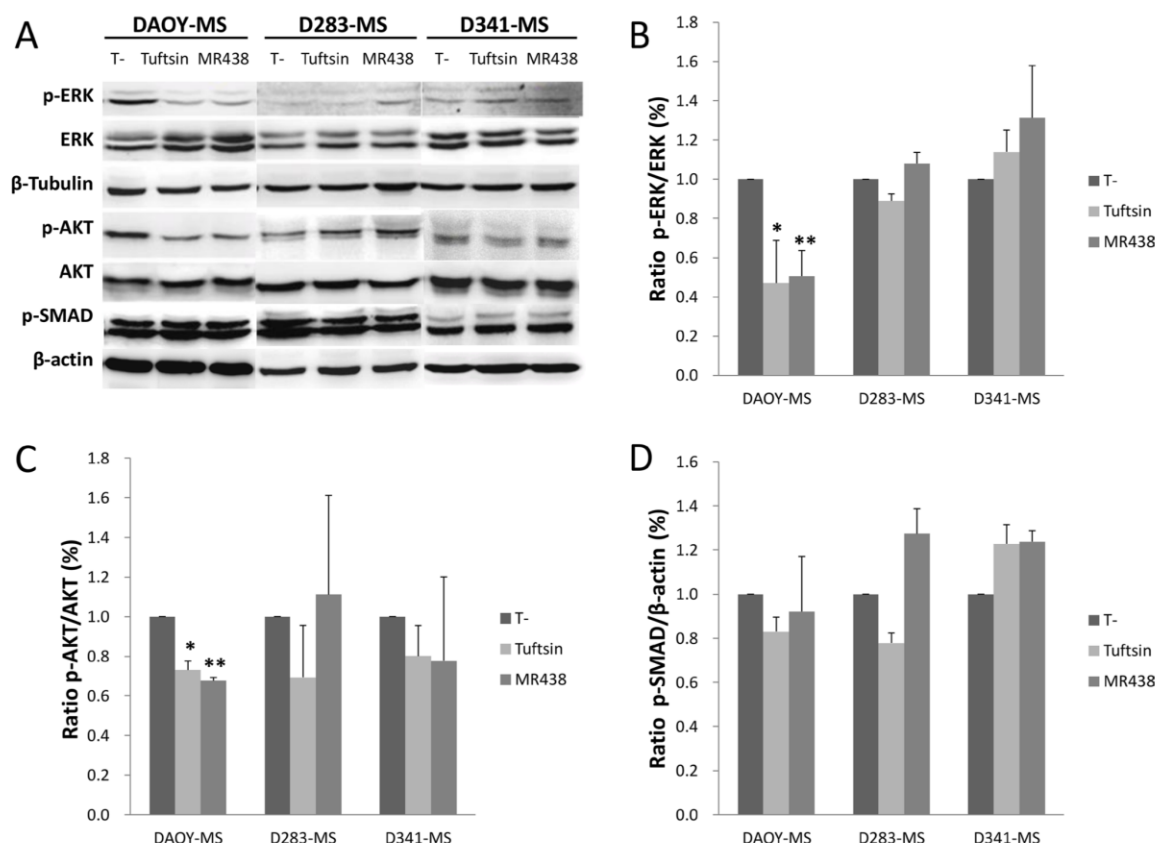 A
DAOY-MS D283-MS D341-MS
T- Tuftsin MR438 T- Tuftsin MR438 T- Tuftsin MR438
p-ERK
ERK
β-Tubulin
p-AKT
AKT
p-SMAD
β-actin
B
Ratio p-ERK/ERK (%)
1.8
1.6
1.4
1.2
1.0
0.8
0.6
0.4
0.2
0.0
* **
DAOY-MS D283-MS D341-MS
T-
Tuftsin
MR438
C
Ratio p-AKT/AKT (%)
1.8
1.6
1.4
1.2
1.0
0.8
0.6
0.4
0.2
0.0
* **
DAOY-MS D283-MS D341-MS
T-
Tuftsin
MR438
D
Ratio p-SMAD/β-actin (%)
1.6
1.4
1.2
1.0
0.8
0.6
0.4
0.2
0.0
DAOY-MS D283-MS D341-MS
T-
Tuftsin
MR438